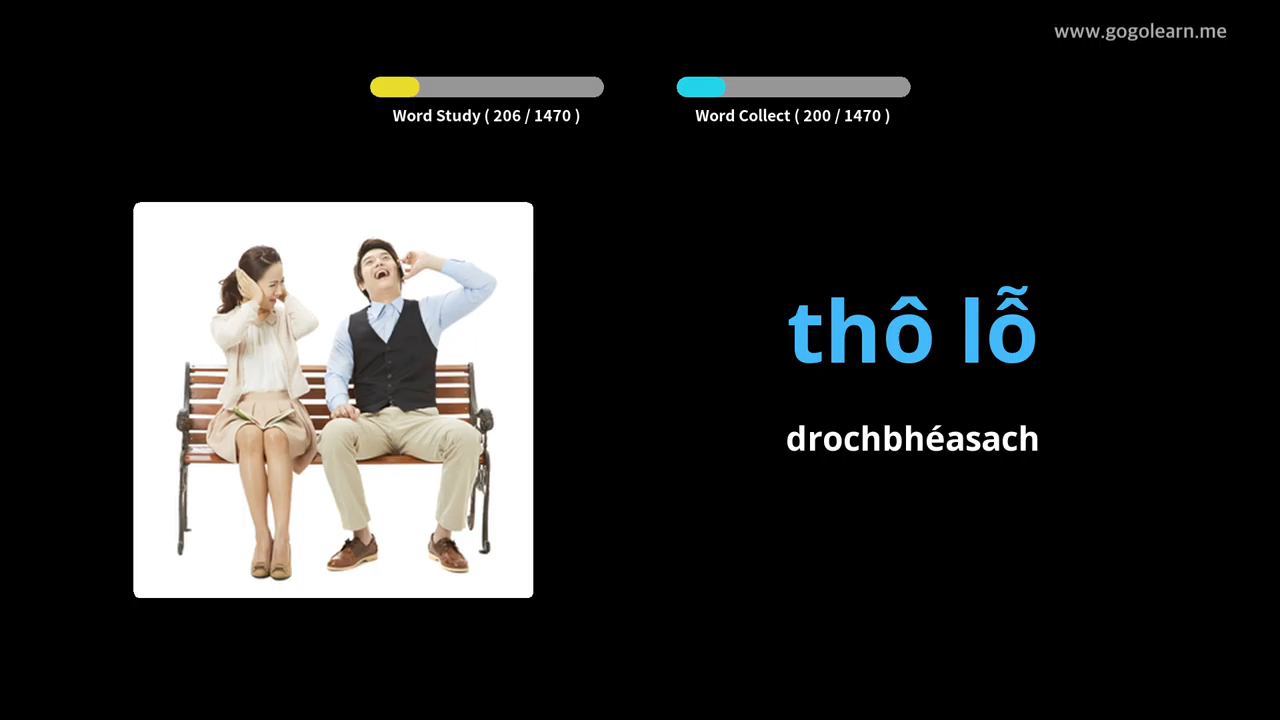 www.gogolearn.me
Word Study ( 206 / 1470 )
Word Collect ( 200 / 1470 )
thô lỗ
drochbhéasach